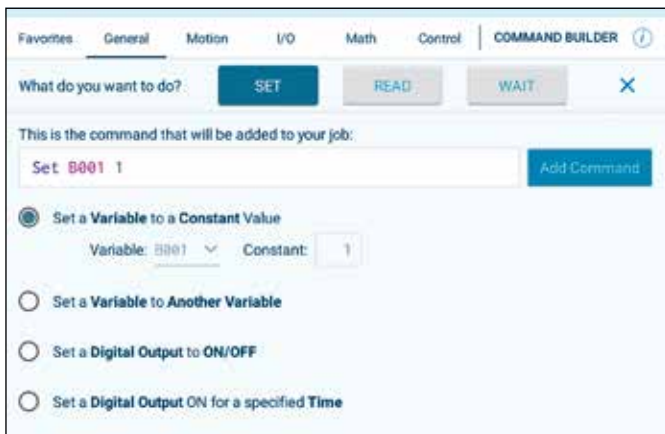 Favorites General Motion I/O Math Control COMMAND BUILDER i
What do you want to do? SET READ WAIT X
This is the command that will be added to your job:
Set B001 1 Add Command
Set a Variable to a Constant Value
Variable: B001 Constant: 1
Set a Variable to Another Variable
Set a Digital Output to ON/OFF
Set a Digital Output ON for a specified Time